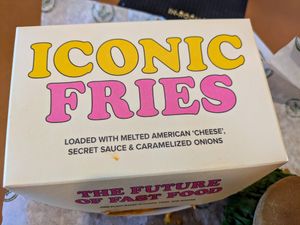 ICONIC
FRIES
LOADED WITH MELTED AMERICAN 'CHEESE',
SECRET SAUCE & CARAMELIZED ONIONS
THE FUTURE
OF FAST FOOD